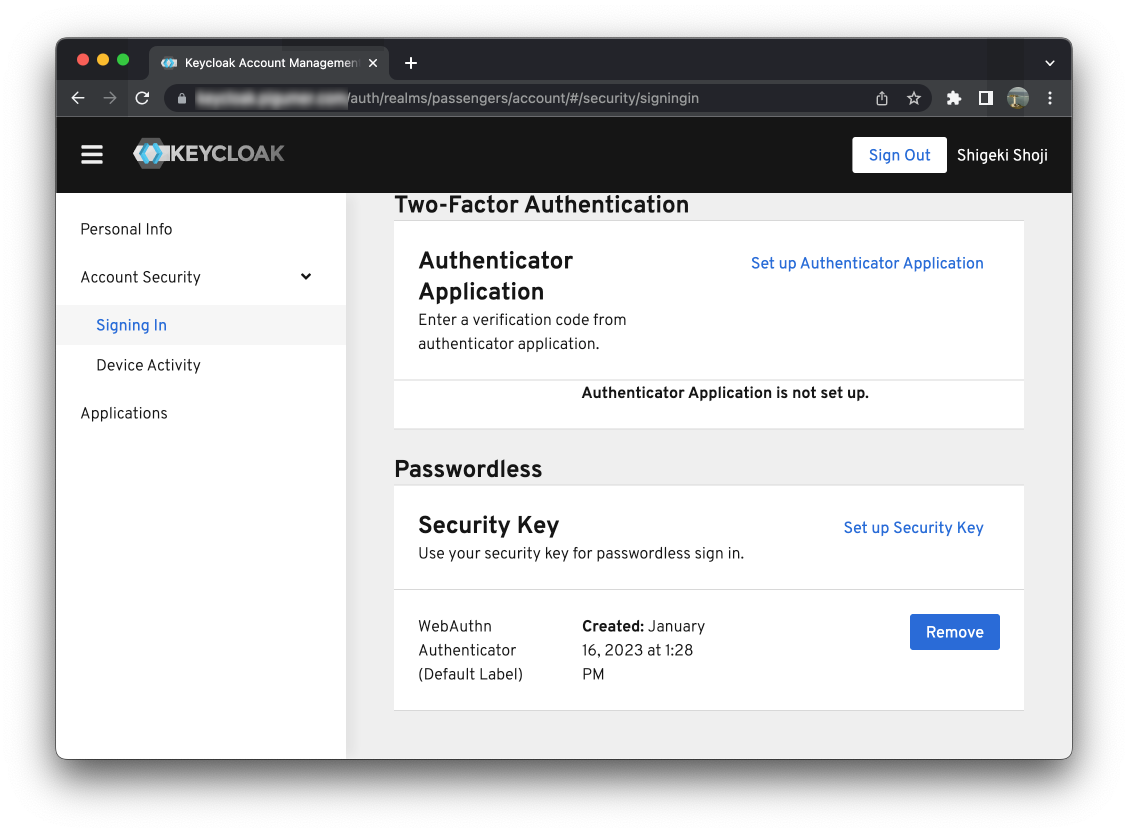 Keycloak Account Managemen
/auth/realms/passengers/account/#/security/signingin
KEYCLOAK
Sign Out
Shigeki Shoji
Personal Info
Account Security
Signing In
Device Activity
Applications
Two-Factor Authentication
Authenticator
Application
Set up Authenticator Application
Enter a verification code from
authenticator application.
Authenticator Application is not set up.
Passwordless
Security Key
Set up Security Key
Use your security key for passwordless sign in.
WebAuthn
Authenticator
(Default Label)
Created: January
16, 2023 at 1:28
PM
Remove